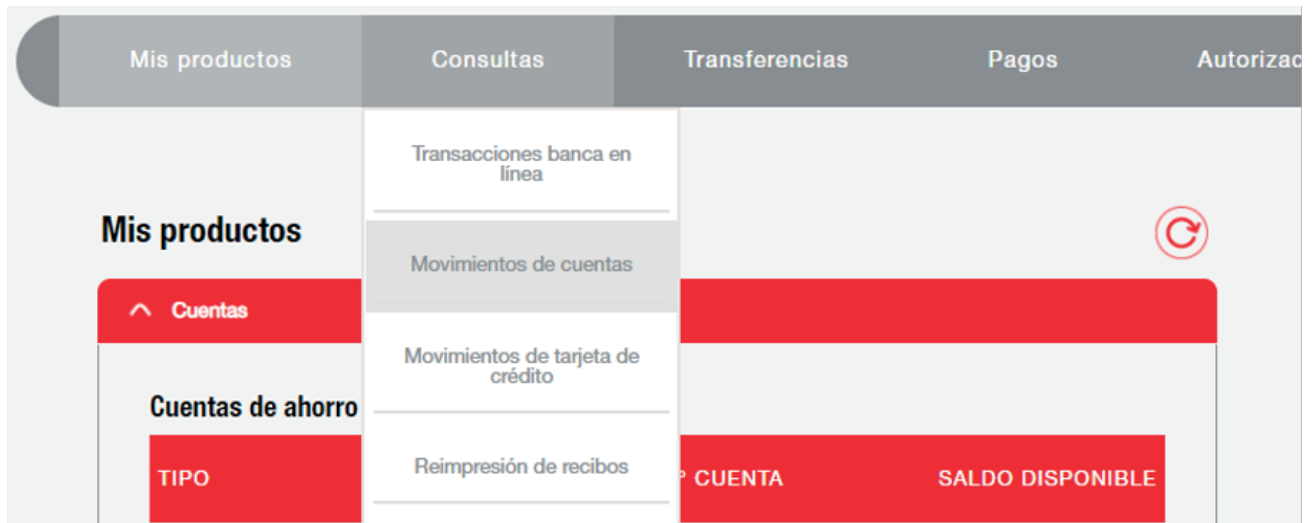 Mis productos
Consultas
Transferencias
Pagos
Autorizac
Transacciones banca en
línea
Mis productos
Movimientos de cuentas
Cuentas
Movimientos de tarjeta de
crédito
Cuentas de ahorro
Reimpresión de recibos
TIPO
° CUENTA
SALDO DISPONIBLE